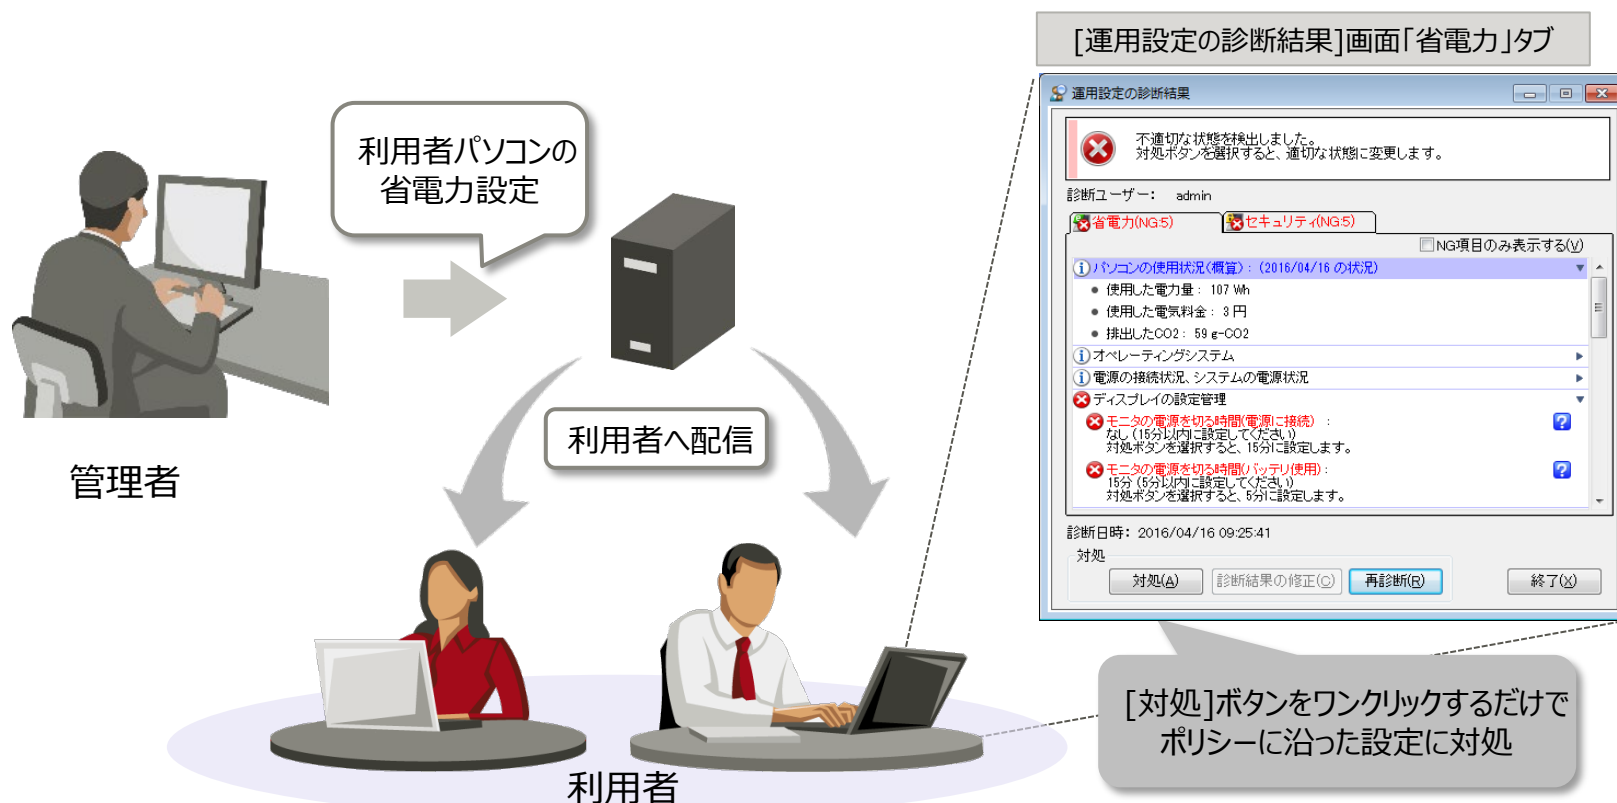 [運用設定の診断結果]画面「省電力」タブ
運用設定の診断結果
不適切な状態を検出しました。
対処ボタンを選択すると、適切な状態に変更します。
診断ユーザー： admin
省電力(NG:5)
セキュリティ(NG:5)
NG項目のみ表示する(V)
パソコンの使用状況(概算)：(2016/04/16 の状況)
使用した電力量： 107 Wh
使用した電気料金： 3 円
排出したCO2： 59 g-CO2
オペレーティングシステム
電源の接続状況、システムの電源状況
ディスプレイの設定管理
モニタの電源を切る時間(電源に接続) ：
なし (15分以内に設定してください)
対処ボタンを選択すると、15分に設定します。
モニタの電源を切る時間(バッテリ使用)：
15分 (5分以内に設定してください)
対処ボタンを選択すると、5分に設定します。
診断日時： 2016/04/16 09:25:41
対処
対処(A)
診断結果の修正(C)
再診断(R)
終了(X)
利用者パソコンの
省電力設定
利用者へ配信
管理者
利用者
[対処]ボタンをワンクリックするだけで
ポリシーに沿った設定に対処